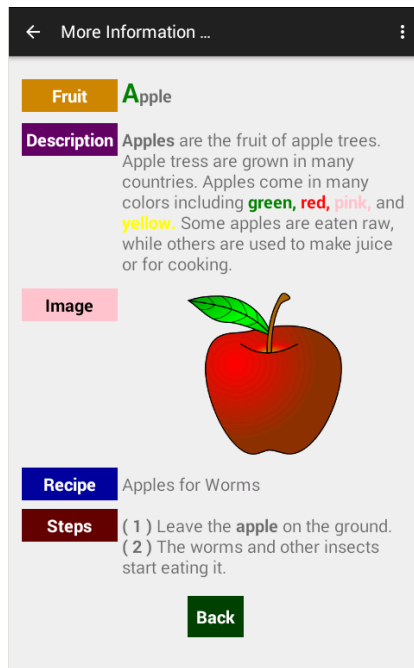 More Information ...
Fruit Apple
Description Apples are the fruit of apple trees.
Apple tress are grown in many
countries. Apples come in many
colors including green, red, pink, and
yellow. Some apples are eaten raw,
while others are used to make juice
or for cooking.
Image
Recipe Apples for Worms
Steps ( 1 ) Leave the apple on the ground.
( 2 ) The worms and other insects
start eating it.
Back